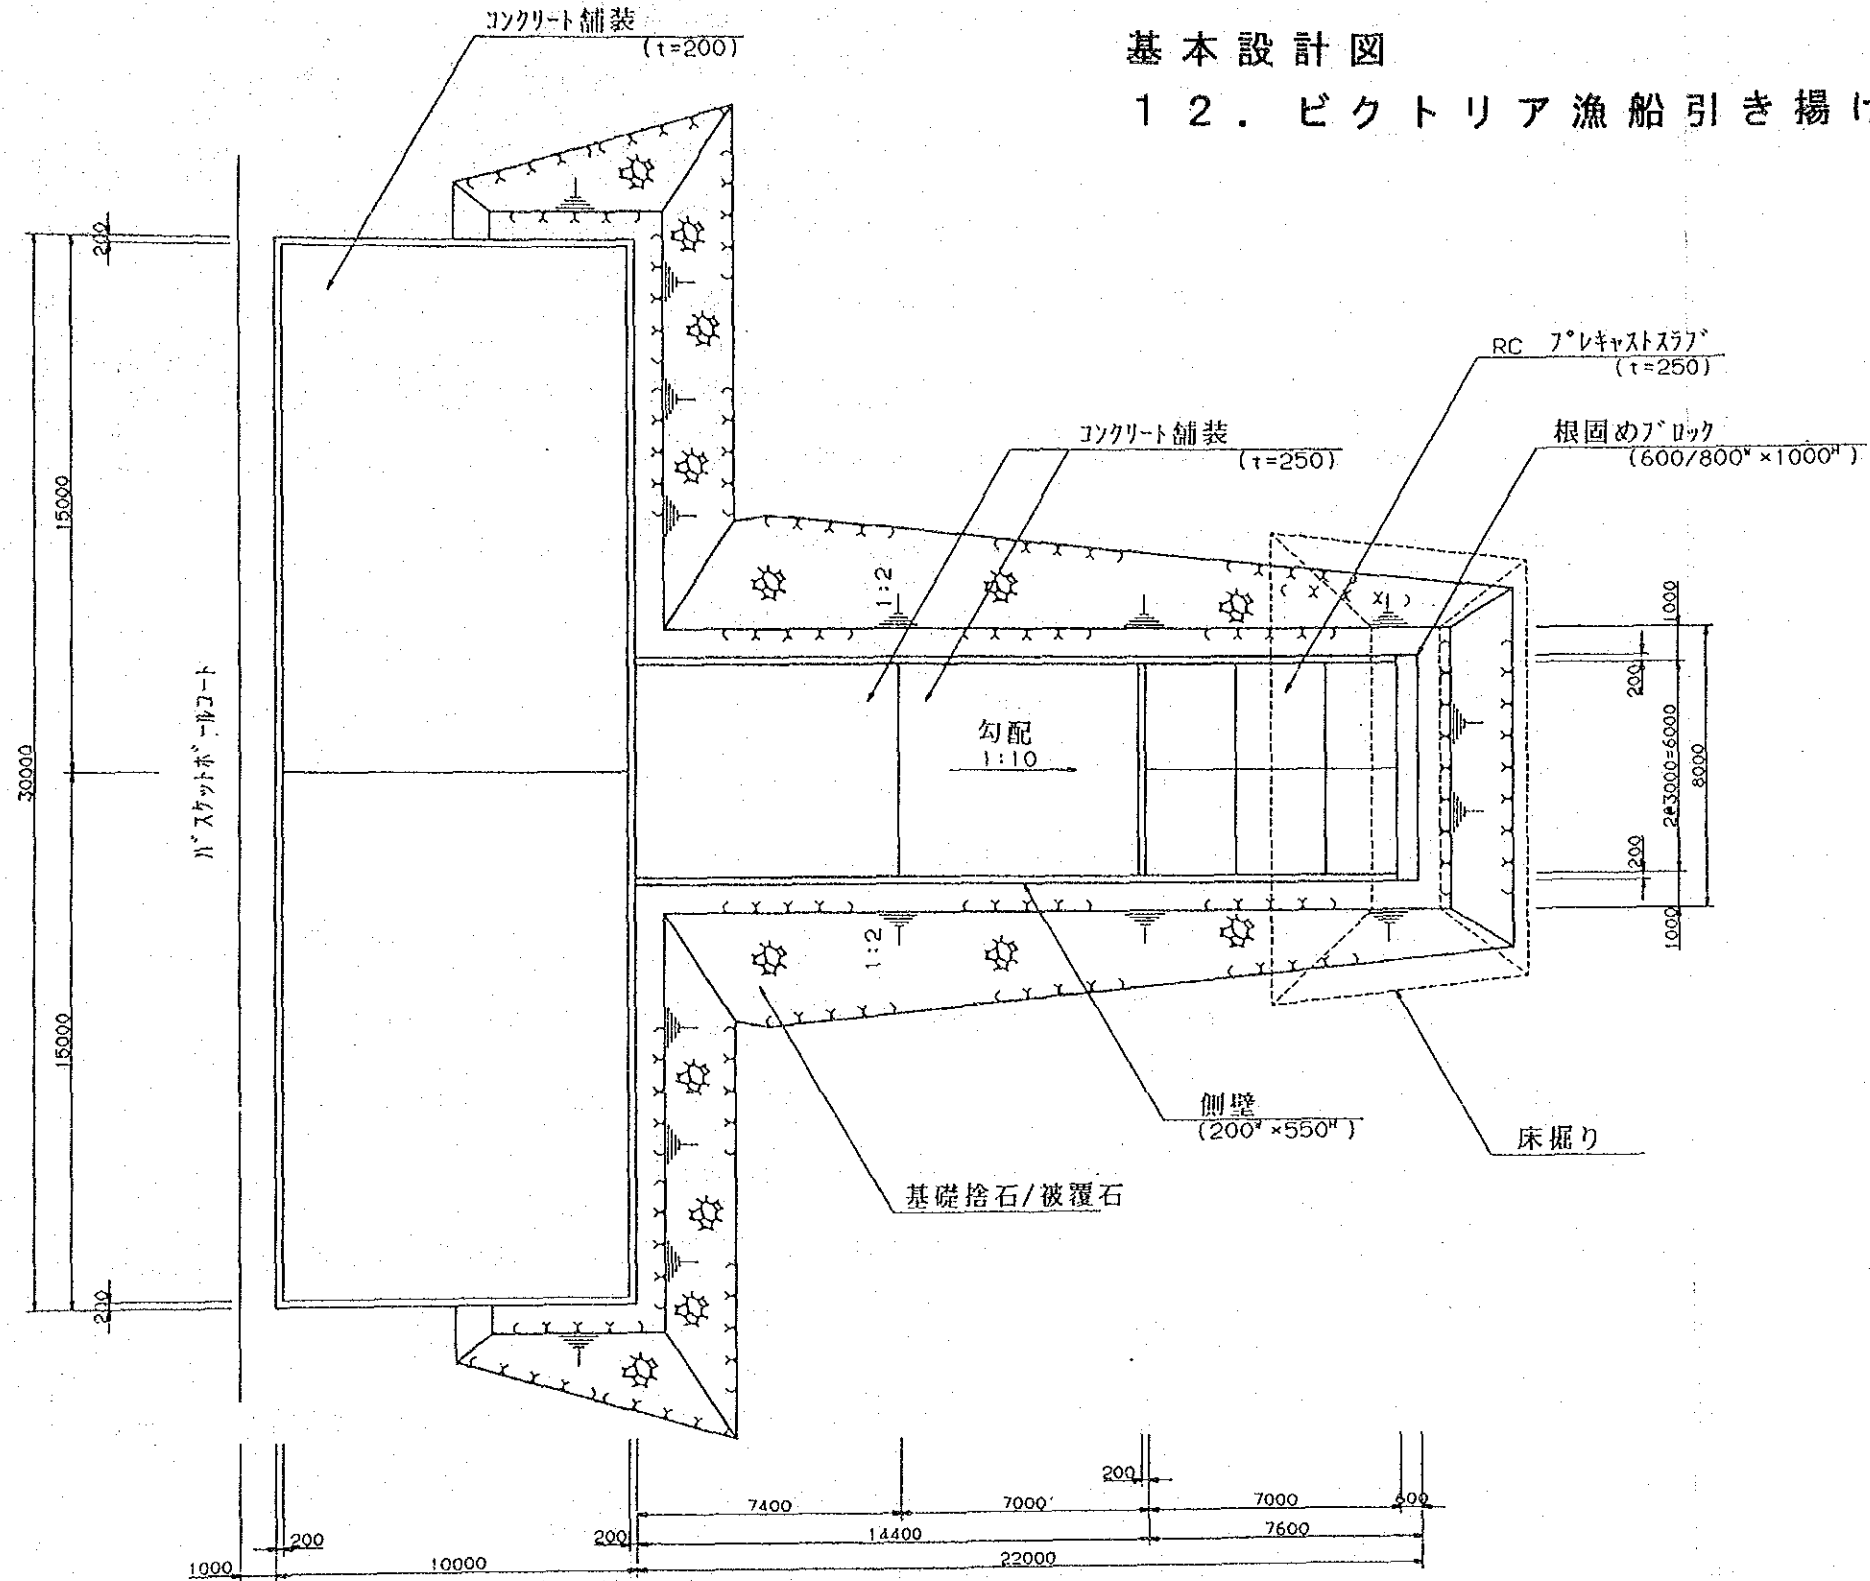 基本設計図
12. ビクトリア漁船引き揚げ
コンクリート舗装
(t=200)
RC プレキャストスラブ
(t=250)
コンクリート舗装
(t=250)
根固めブロック
(600/800ᵂ×1000ᴴ)
200
15000
30000
15000
200
バスケットボールコート
1:2
勾配
1:10
1:2
1000
200
2@3000=6000
8000
200
1000
側壁
(200ᵂ×550ᴴ)
床掘り
基礎捨石/被覆石
200
7400
7000
7000
600
200
200
14400
7600
1000
10000
22000